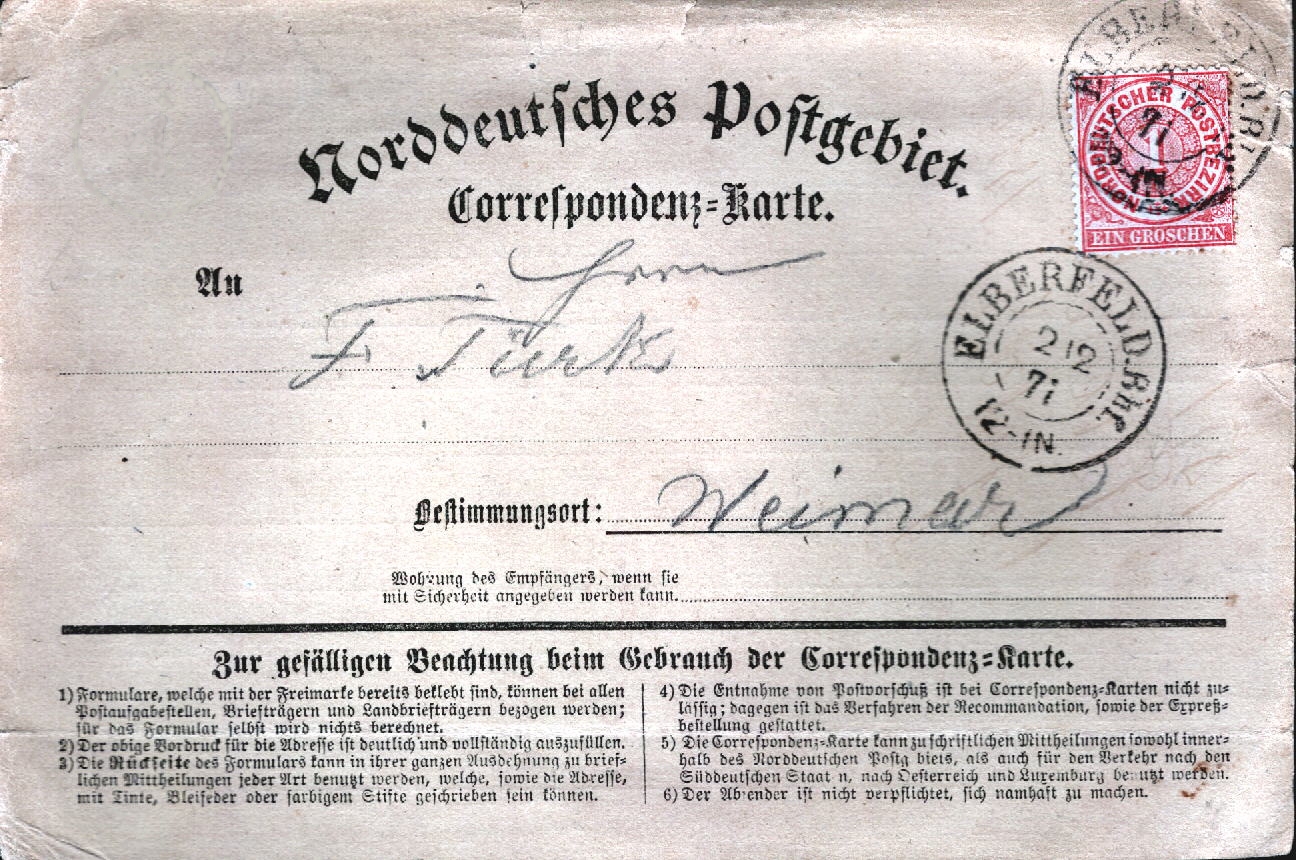 Norddeutsches Postgebiet.
Correspondenz=Karte.
NORDDEUTSCHER POSTBEZIRK
1
EIN GROSCHEN
An
Herrn
F. Türk
ELBERFELD. Rhf.
2 12
71
12-1N.
Bestimmungsort: Weimar
Wohnung des Empfängers, wenn sie
mit Sicherheit angegeben werden kann.
Zur gefälligen Beachtung beim Gebrauch der Correspondenz=Karte.
1) Formulare, welche mit der Freimarke bereits beklebt sind, können bei allen
Postaufgabestellen, Briefträgern und Landbriefträgern bezogen werden;
für das Formular selbst wird nichts berechnet.
2) Der obige Vordruck für die Adresse ist deutlich und vollständig auszufüllen.
3) Die Rückseite des Formulars kann in ihrer ganzen Ausdehnung zu brief=
lichen Mittheilungen jeder Art benutzt werden, welche, sowie die Adresse,
mit Tinte, Bleifeder oder farbigem Stifte geschrieben sein können.
4) Die Entnahme von Postvorschuß ist bei Correspondenz=Karten nicht zu=
lässig; dagegen ist das Verfahren der Recommandation, sowie der Expreß=
bestellung gestattet.
5) Die Correspondenz=Karte kann zu schriftlichen Mittheilungen sowohl inner=
halb des Norddeutschen Postg biets, als auch für den Verkehr nach den
Süddeutschen Staat n, nach Oesterreich und Luxemburg benutzt werden.
6) Der Absender ist nicht verpflichtet, sich namhaft zu machen.